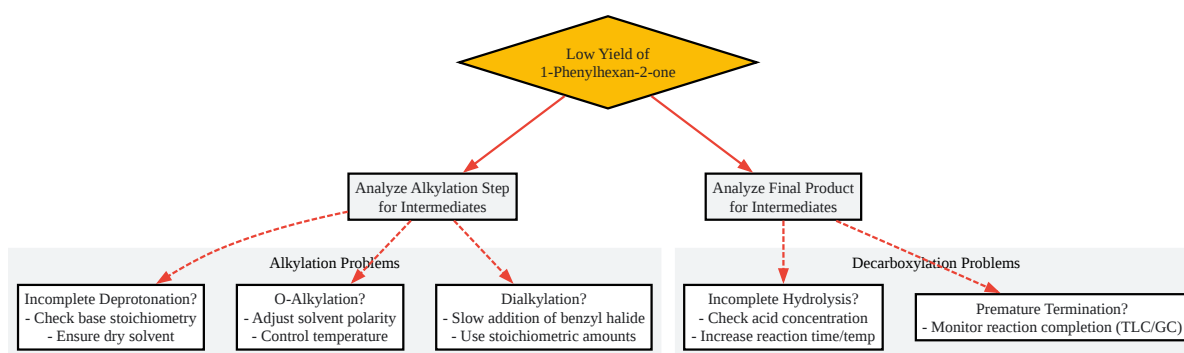 Low Yield of
1-Phenylhexan-2-one
Analyze Alkylation Step
for Intermediates
Analyze Final Product
for Intermediates
Alkylation Problems
Decarboxylation Problems
Incomplete Deprotonation?
- Check base stoichiometry
- Ensure dry solvent
O-Alkylation?
- Adjust solvent polarity
- Control temperature
Dialkylation?
- Slow addition of benzyl halide
- Use stoichiometric amounts
Incomplete Hydrolysis?
- Check acid concentration
- Increase reaction time/temp
Premature Termination?
- Monitor reaction completion (TLC/GC)